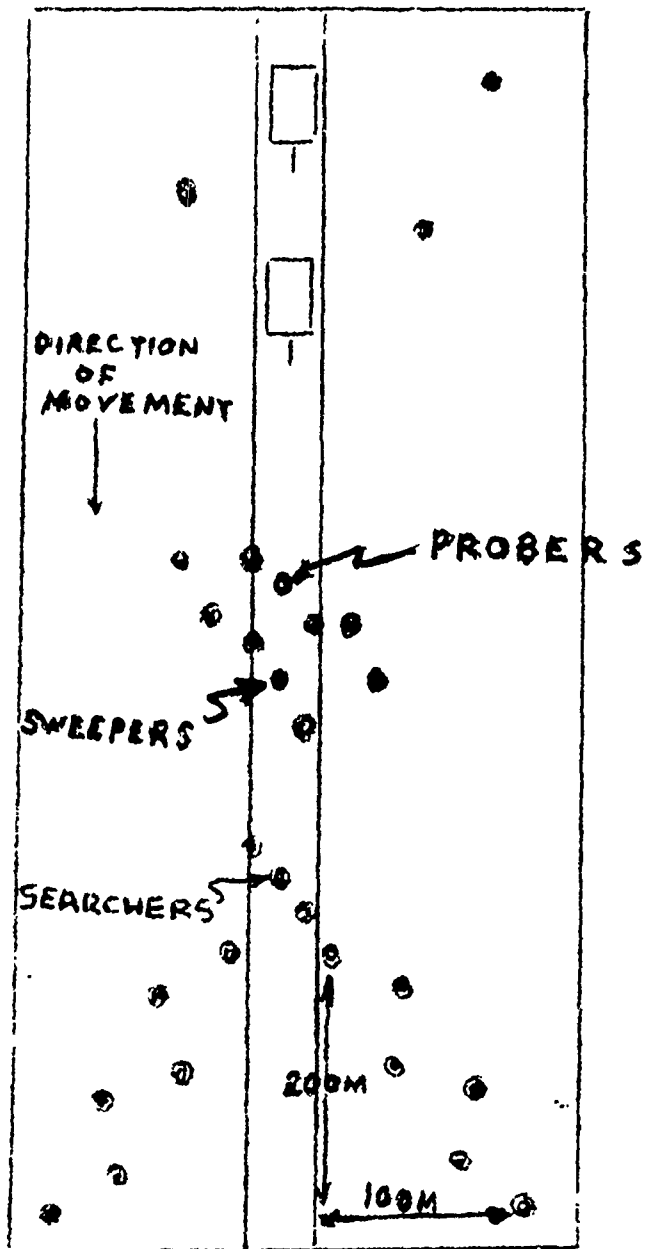 DIRECTION
OF
MOVEMENT
PROBERS
SWEEPERS
SEARCHERS
200M
100M